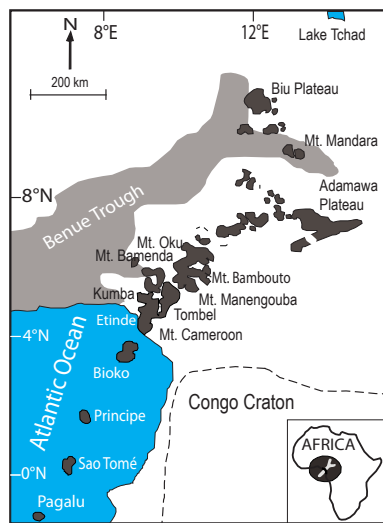 8°E
12°E
N
Lake Tchad
200 km
Biu Plateau
Mt. Mandara
8°N
Adamawa
Plateau
Benue Trough
Mt. Oku
Mt. Bamenda
Mt. Bambouto
Kumba
Mt. Manengouba
Etinde
Tombel
Mt. Cameroon
4°N
Atlantic Ocean
Bioko
Congo Craton
Principe
AFRICA
Sao Tomé
0°N
Pagalu